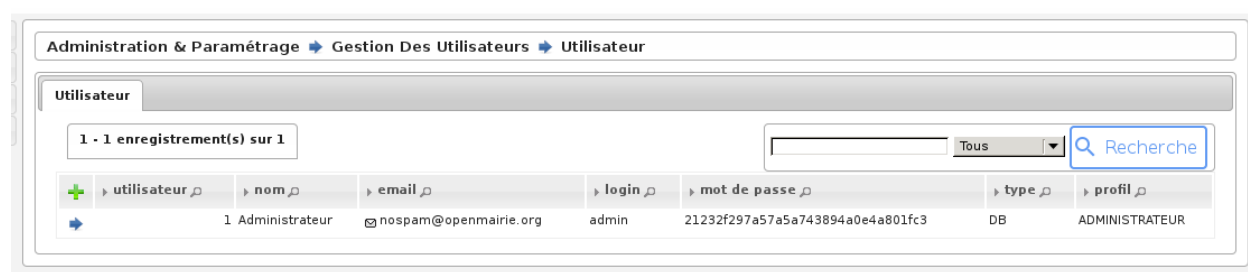 Administration & Paramétrage Gestion Des Utilisateurs Utilisateur
Utilisateur
1 - 1 enregistrement(s) sur 1
Tous Recherche
utilisateur nom email login mot de passe type profil
1 Administrateur nospam@openmairie.org admin 21232f297a57a5a743894a0e4a801fc3 DB ADMINISTRATEUR